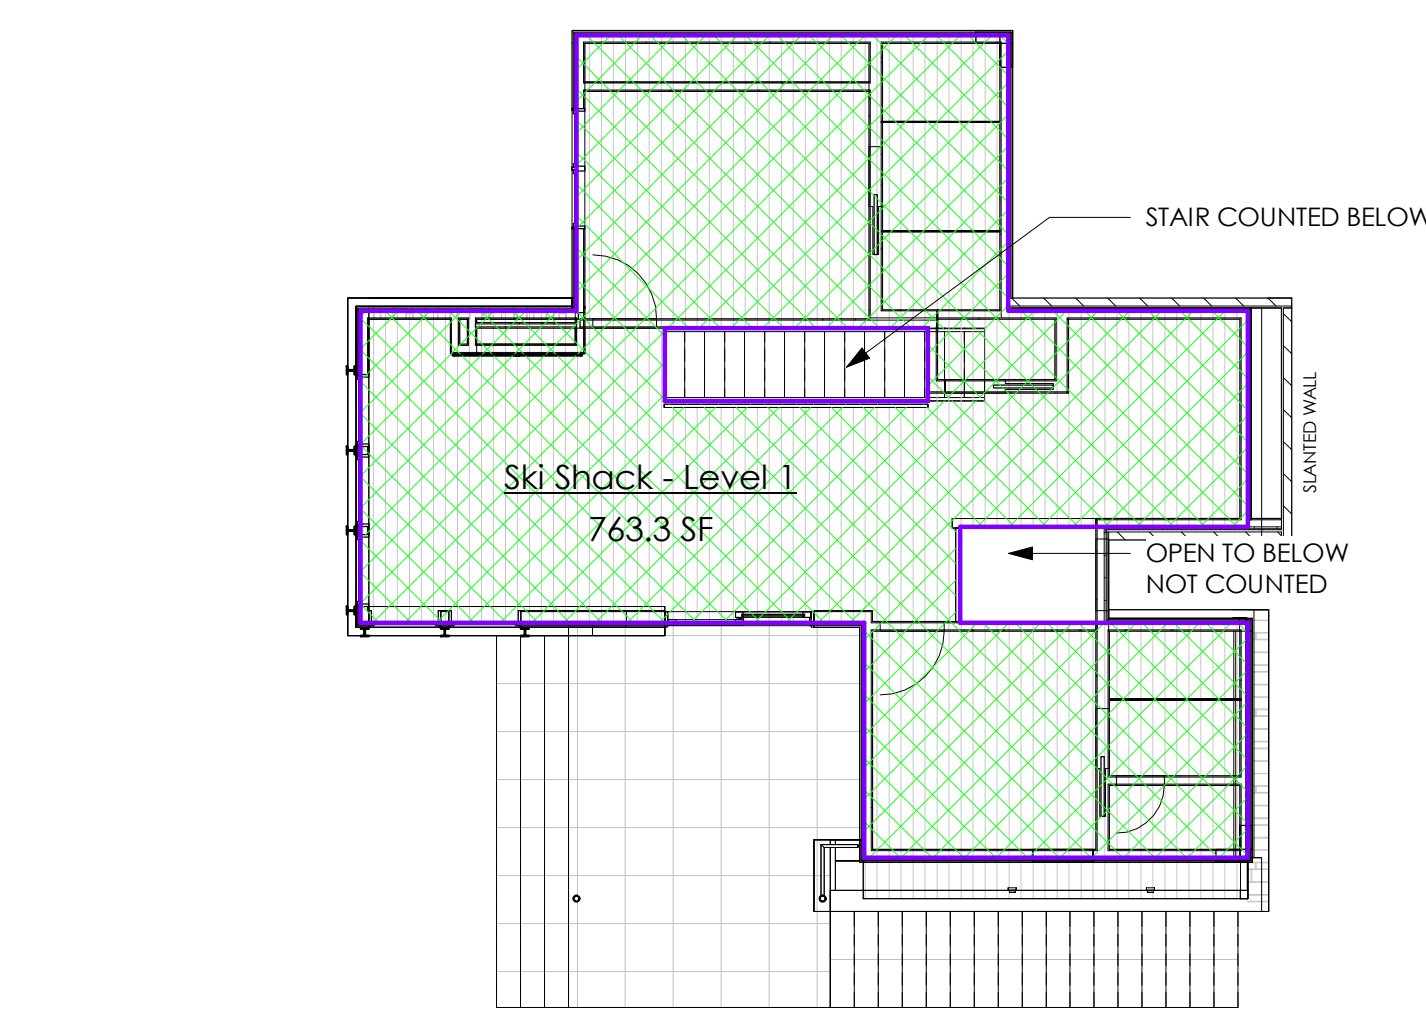 STAIR COUNTED BELOW
SLANTED WALL
Ski Shack - Level 1
763.3 SF
OPEN TO BELOW
NOT COUNTED